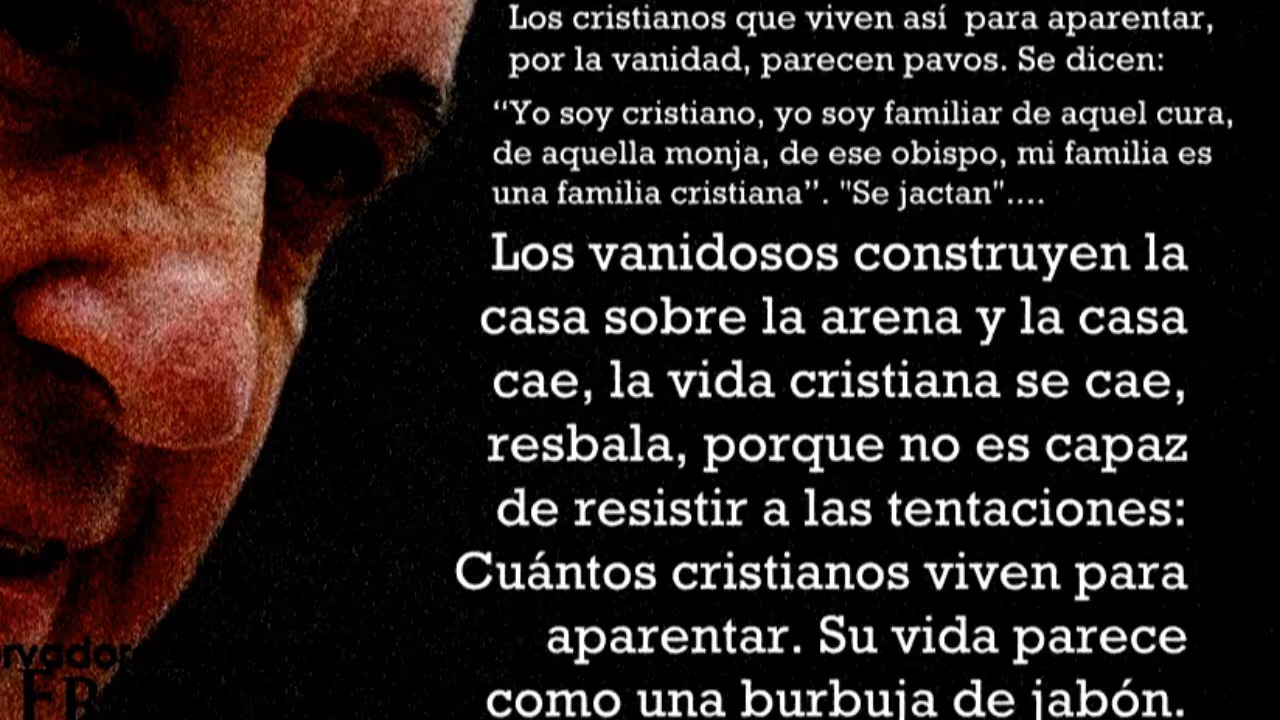 Los cristianos que viven así para aparentar,
por la vanidad, parecen pavos. Se dicen:
“Yo soy cristiano, yo soy familiar de aquel cura,
de aquella monja, de ese obispo, mi familia es
una familia cristiana”. "Se jactan"....
Los vanidosos construyen la
casa sobre la arena y la casa
cae, la vida cristiana se cae,
resbala, porque no es capaz
de resistir a las tentaciones:
Cuántos cristianos viven para
aparentar. Su vida parece
como una burbuja de jabón.